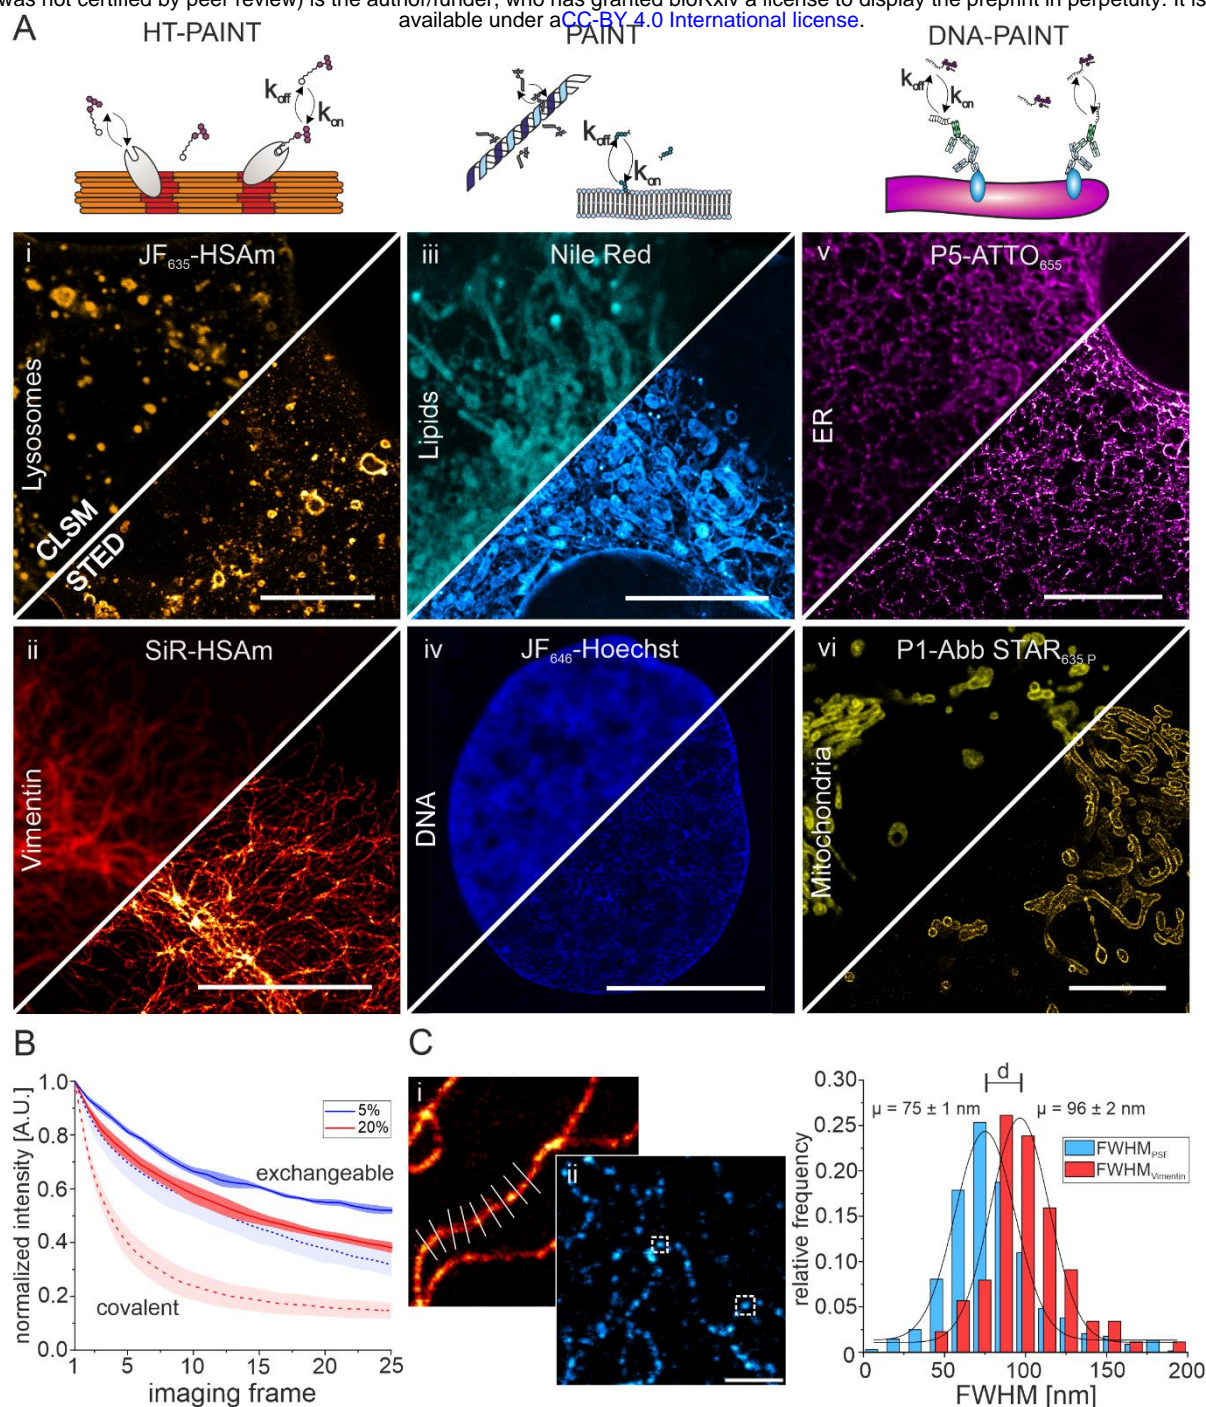 was not certified by peer review) is the author/funder, who has granted bioRxiv a license to display the preprint in perpetuity. It is
available under aCC-BY 4.0 International license.
A
HT-PAINT
PAINT
DNA-PAINT
koff
kon
koff
kon
koff
kon
i
JF635-HSAm
Lysosomes
CLSM
STED
iii
Nile Red
Lipids
v
P5-ATTO655
ER
ii
SiR-HSAm
Vimentin
iv
JF646-Hoechst
DNA
vi
P1-Abb STAR635 P
Mitochondria
B
normalized intensity [A.U.]
1.0
0.8
0.6
0.4
0.2
0.0
5%
20%
exchangeable
covalent
1
5
10
15
20
25
imaging frame
C
i
ii
relative frequency
0.30
0.25
0.20
0.15
0.10
0.05
0
d
μ = 75 ± 1 nm
μ = 96 ± 2 nm
FWHMPSF
FWHMVimentin
0
50
100
150
200
FWHM [nm]